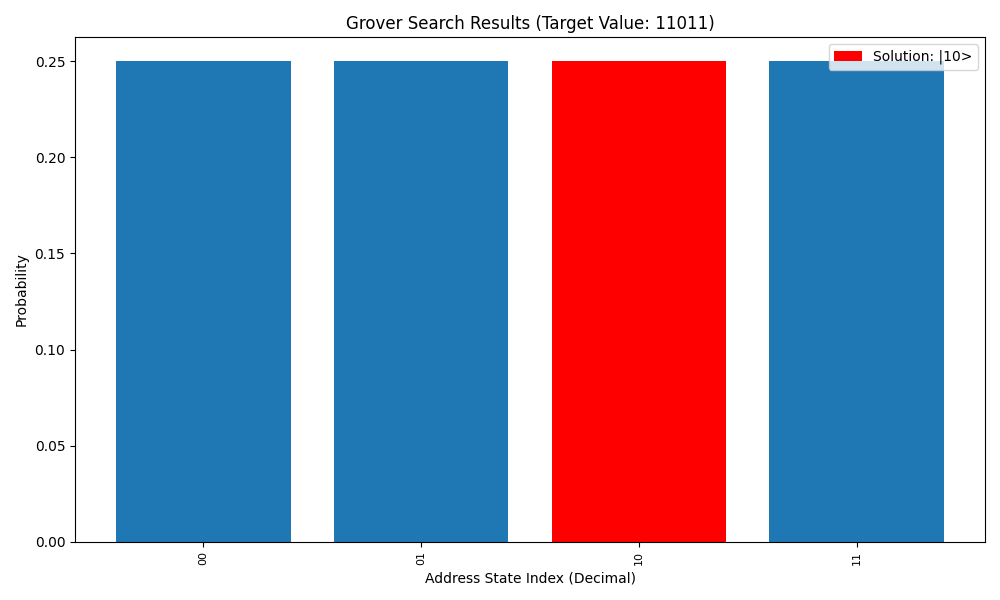 Grover Search Results (Target Value: 11011)
Solution: |10>
0.25
0.20
0.15
0.10
0.05
0.00
Probability
00
01
10
11
Address State Index (Decimal)